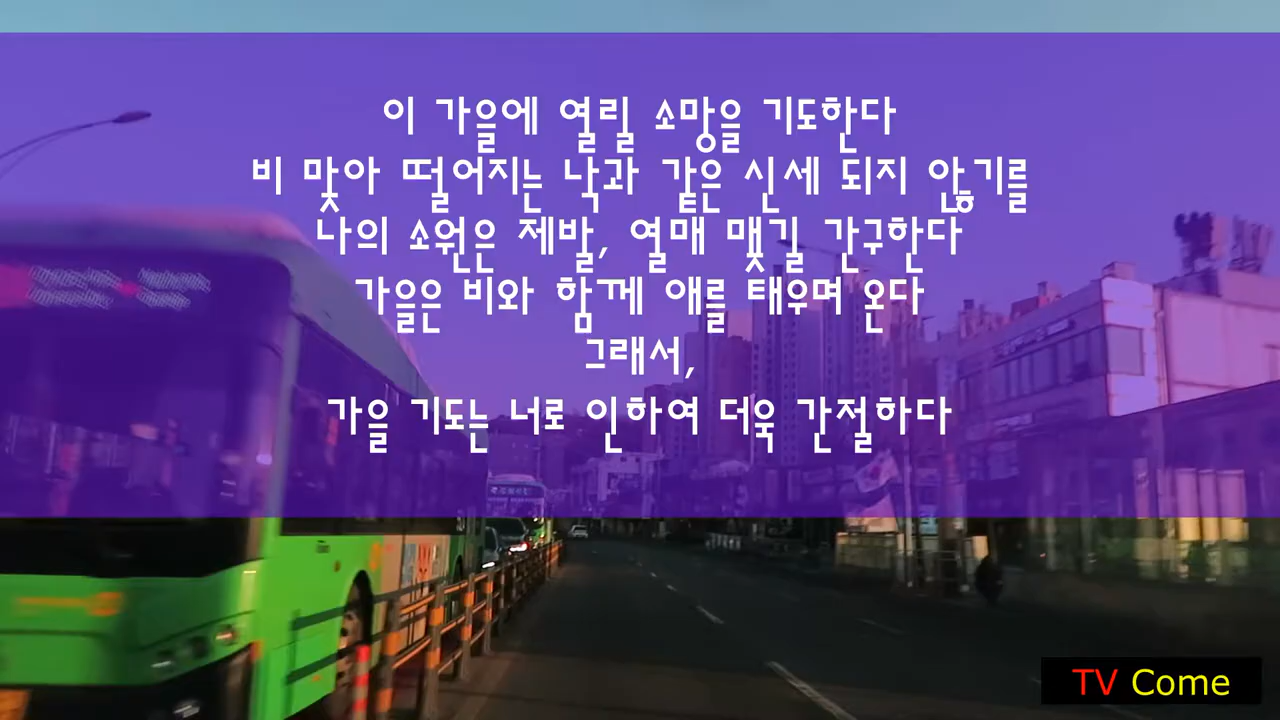 이 가을에 열릴 소망을 기도한다
비 맞아 떨어지는 낙과 같은 신세 되지 않기를
나의 소원은 제발, 열매 맺길 간구한다
가을은 비와 함께 애를 태우며 온다
그래서,
가을 기도는 너로 인하여 더욱 간절하다
TV Come